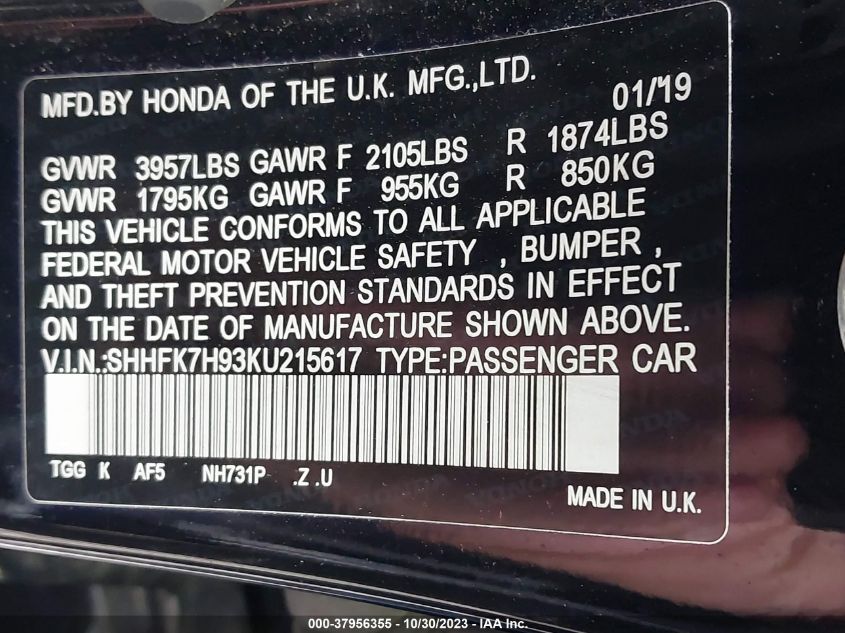 MFD.BY HONDA OF THE U.K. MFG.,LTD. 01/'19
GVWR 3957LBS GAWR F 2105LBS R 1874LBS
GVWR 1795KG GAWR F 955KG R 850KG
THIS VEHICLE CONFORMS TO ALL APPLICABLE
FEDERAL MOTOR VEHICLE SAFETY , BUMPER ,
AND THEFT PREVENTION STANDARDS IN EFFECT
ON THE DATE OF MANUFACTURE SHOWN ABOVE.
V.I.N.:SHHFK7H93KU215617 TYPE:PASSENGER CAR
TGG K AF5 NH731P .Z .U
MADE IN U.K.
000-37956355 - 10/30/2023 - IAA Inc.